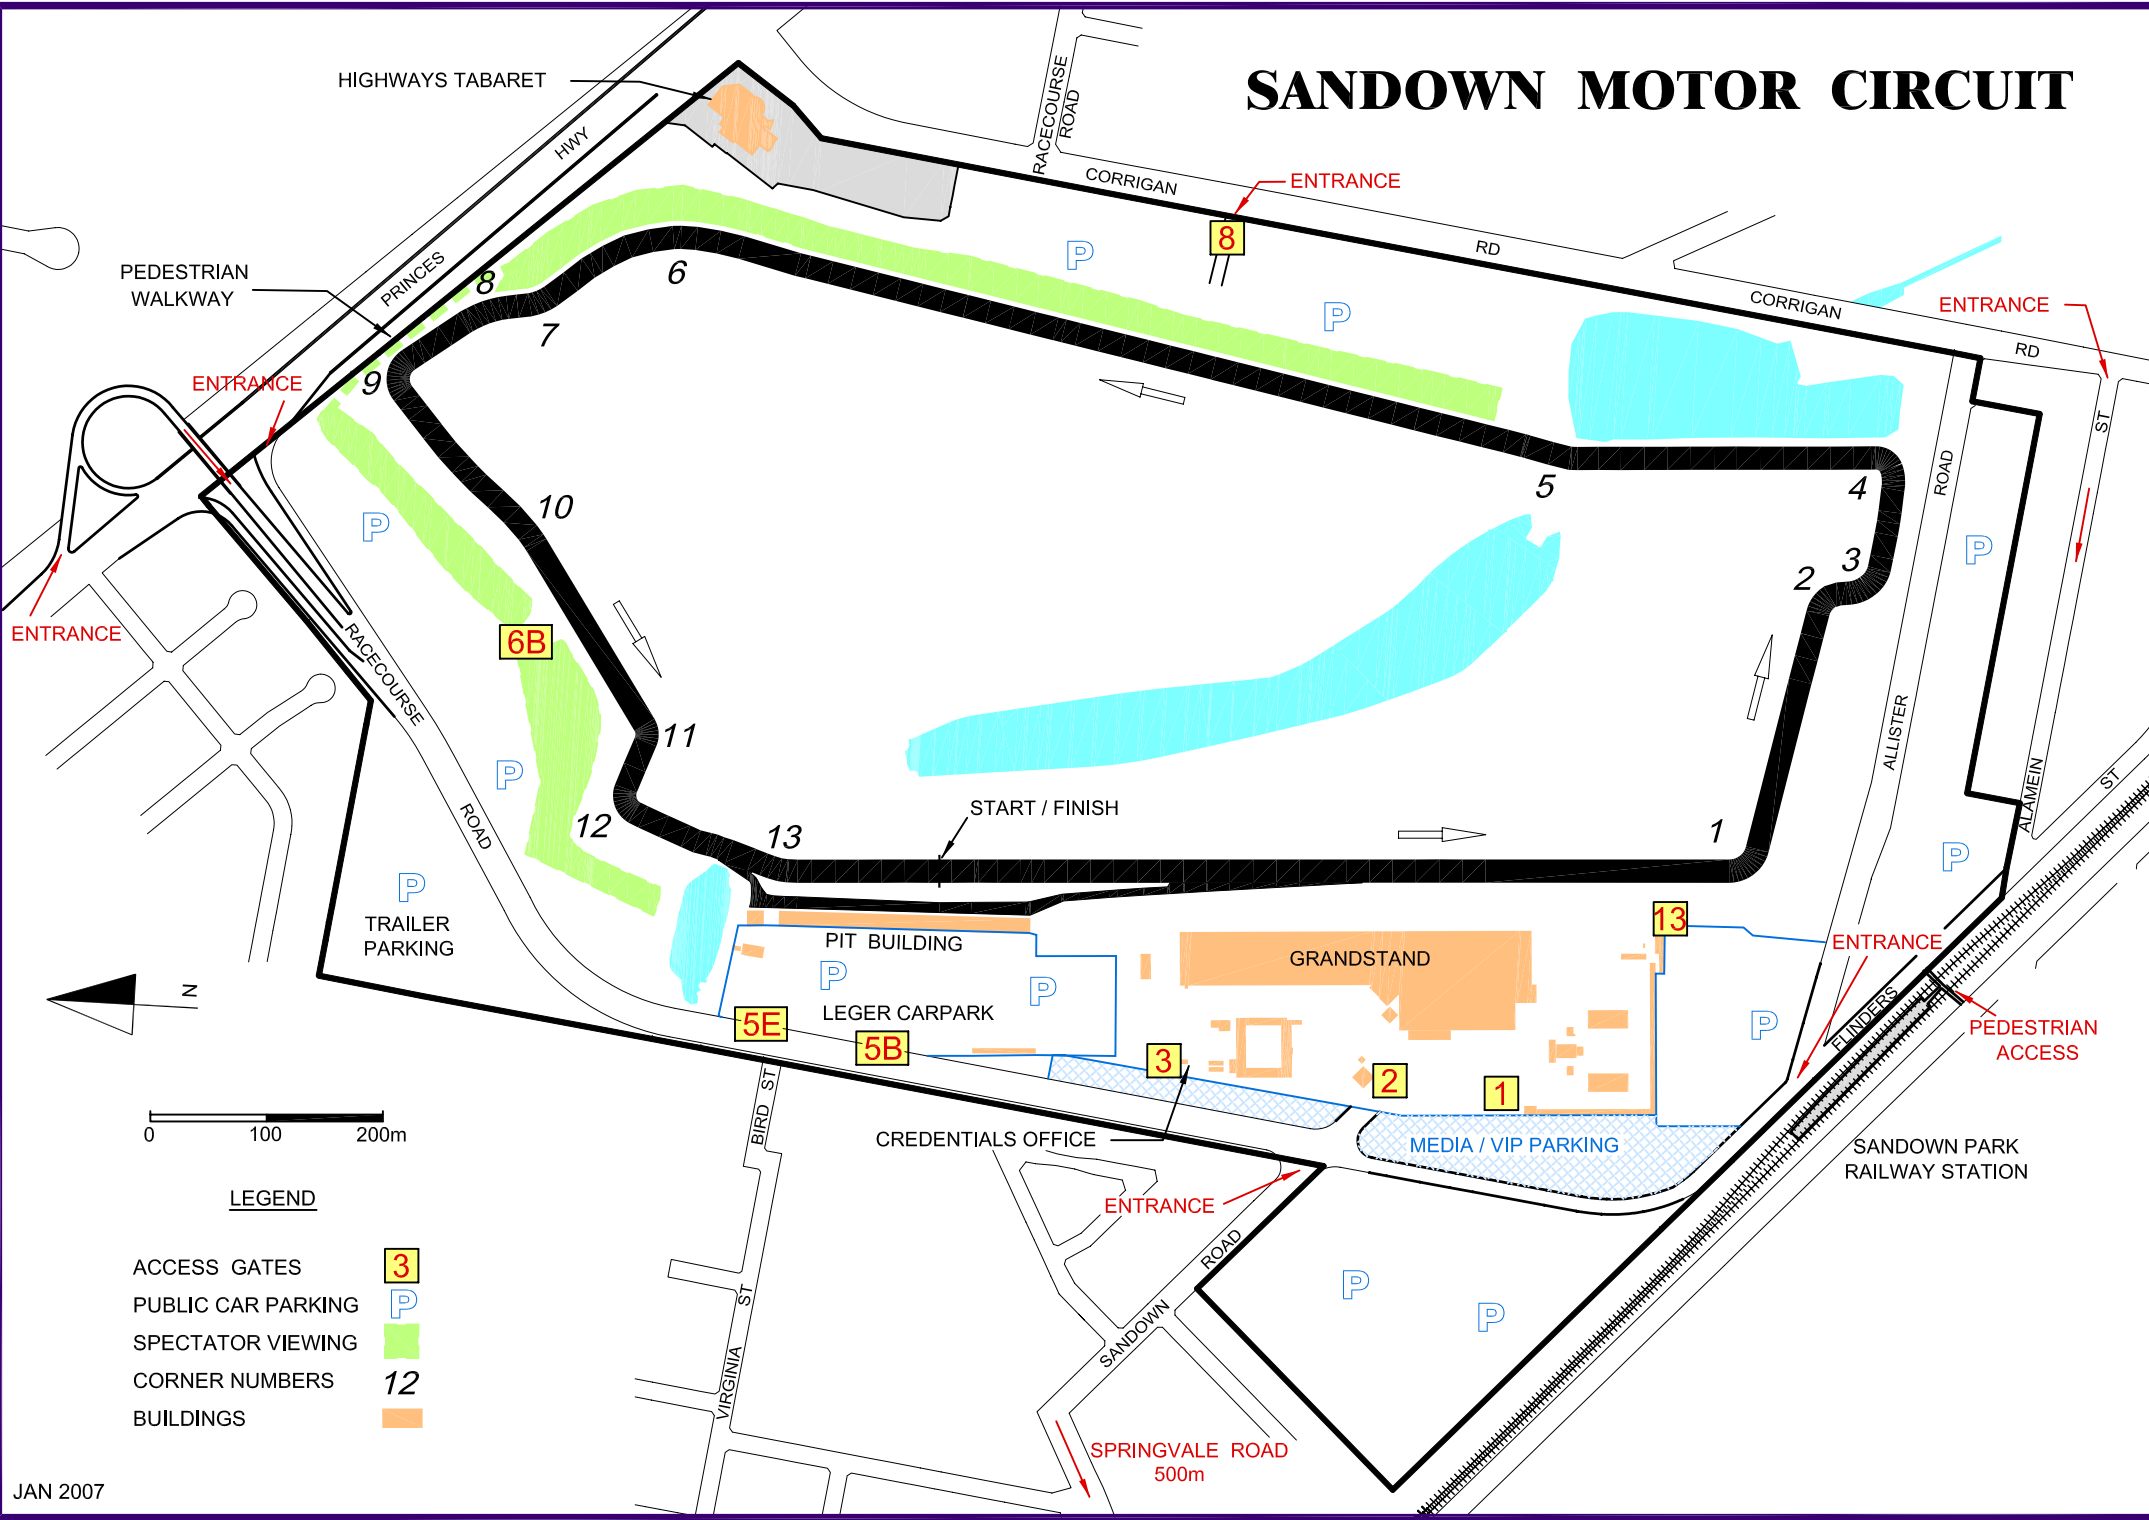 SANDOWN MOTOR CIRCUIT
HIGHWAYS TABARET
HWY
PRINCES
RACECOURSE
ROAD
CORRIGAN
ENTRANCE
8
RD
CORRIGAN
ENTRANCE
RD
ST
PEDESTRIAN
WALKWAY
P
P
8
6
7
9
ENTRANCE
5
4
ROAD
10
P
P
3
2
ENTRANCE
6B
RACECOURSE
ALLISTER
11
P
ALAMEIN
ST
START / FINISH
ROAD
12
13
1
P
P
TRAILER
PARKING
13
PIT BUILDING
GRANDSTAND
ENTRANCE
P
P
N
LEGER CARPARK
5E
5B
P
FLINDERS
PEDESTRIAN
ACCESS
3
2
1
BIRD ST
CREDENTIALS OFFICE
MEDIA / VIP PARKING
SANDOWN PARK
RAILWAY STATION
0 100 200m
ENTRANCE
LEGEND
ACCESS GATES 3
PUBLIC CAR PARKING P
SPECTATOR VIEWING
CORNER NUMBERS 12
BUILDINGS
VIRGINIA ST
SANDOWN ROAD
P
P
SPRINGVALE ROAD
500m
JAN 2007